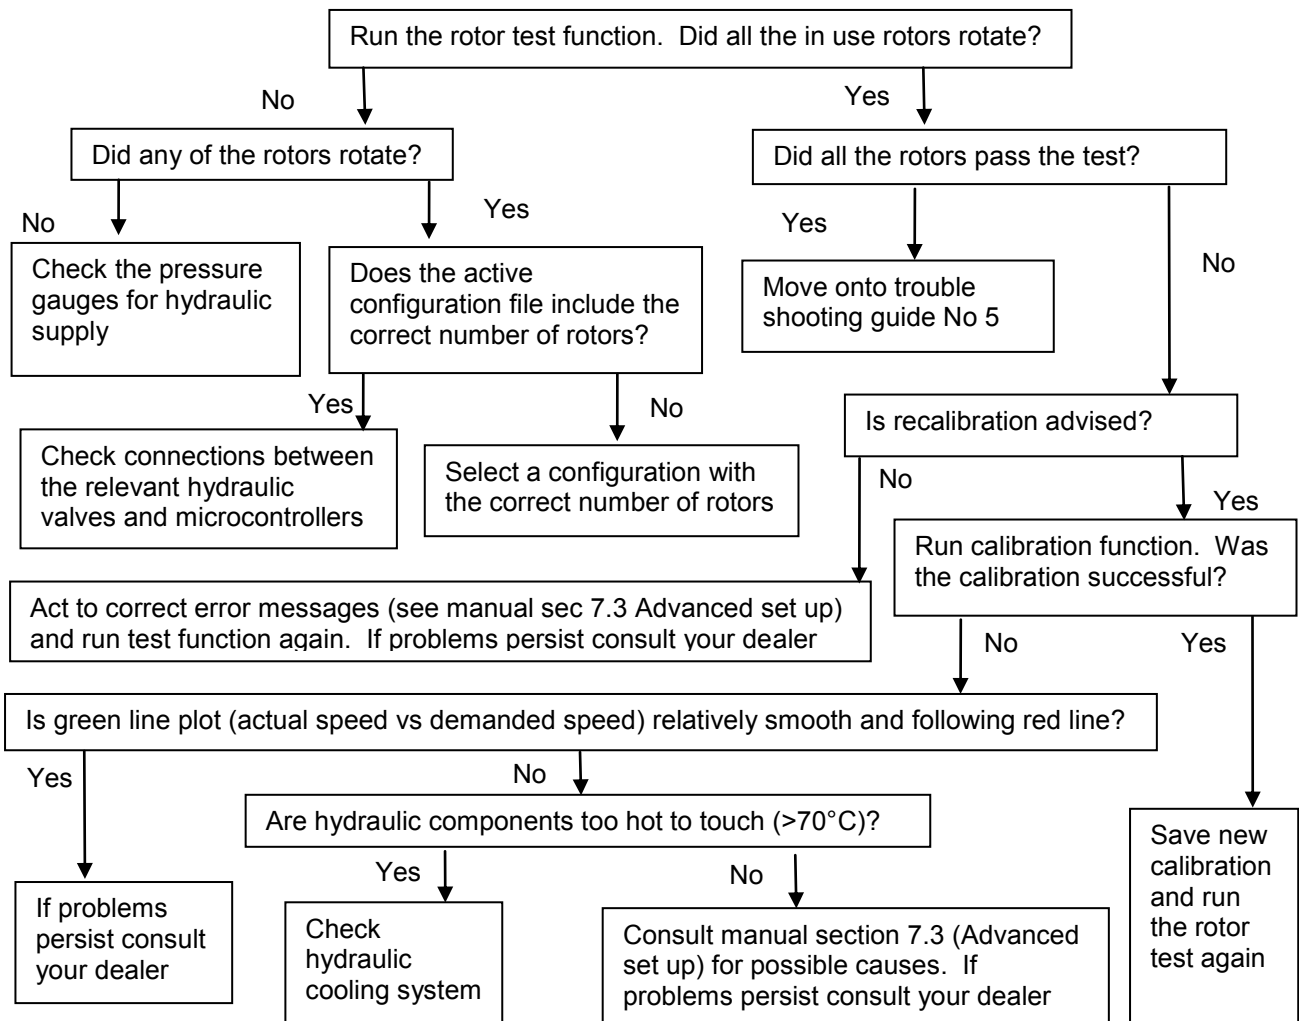 Run the rotor test function.  Did all the in use rotors rotate?
No
Yes
Did any of the rotors rotate?
Did all the rotors pass the test?
No
Yes
Yes
No
Check the pressure
gauges for hydraulic
supply
Does the active
configuration file include the
correct number of rotors?
Move onto trouble
shooting guide No 5
Yes
No
Is recalibration advised?
Check connections between
the relevant hydraulic
valves and microcontrollers
Select a configuration with
the correct number of rotors
No
Yes
Run calibration function.  Was
the calibration successful?
Act to correct error messages (see manual sec 7.3 Advanced set up)
and run test function again.  If problems persist consult your dealer
No
Yes
Is green line plot (actual speed vs demanded speed) relatively smooth and following red line?
Yes
No
Are hydraulic components too hot to touch (>70°C)?
Save new
calibration
and run
the rotor
test again
Yes
No
If problems
persist consult
your dealer
Check
hydraulic
cooling system
Consult manual section 7.3 (Advanced
set up) for possible causes.  If
problems persist consult your dealer